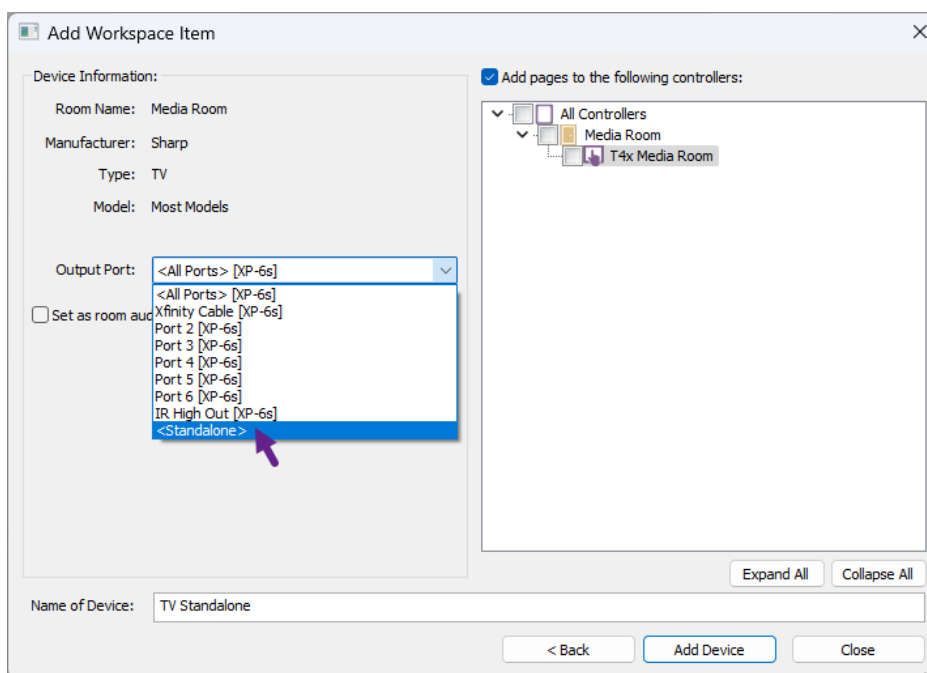 Add Workspace Item
Device Information:
Room Name: Media Room
Manufacturer: Sharp
Type: TV
Model: Most Models
Output Port: <All Ports> [XP-6s]
<All Ports> [XP-6s]
Xfinity Cable [XP-6s]
Port 2 [XP-6s]
Port 3 [XP-6s]
Port 4 [XP-6s]
Port 5 [XP-6s]
Port 6 [XP-6s]
IR High Out [XP-6s]
<Standalone>
Set as room
Add pages to the following controllers:
All Controllers
Media Room
T4x Media Room
Expand All Collapse All
Name of Device: TV Standalone
< Back Add Device Close